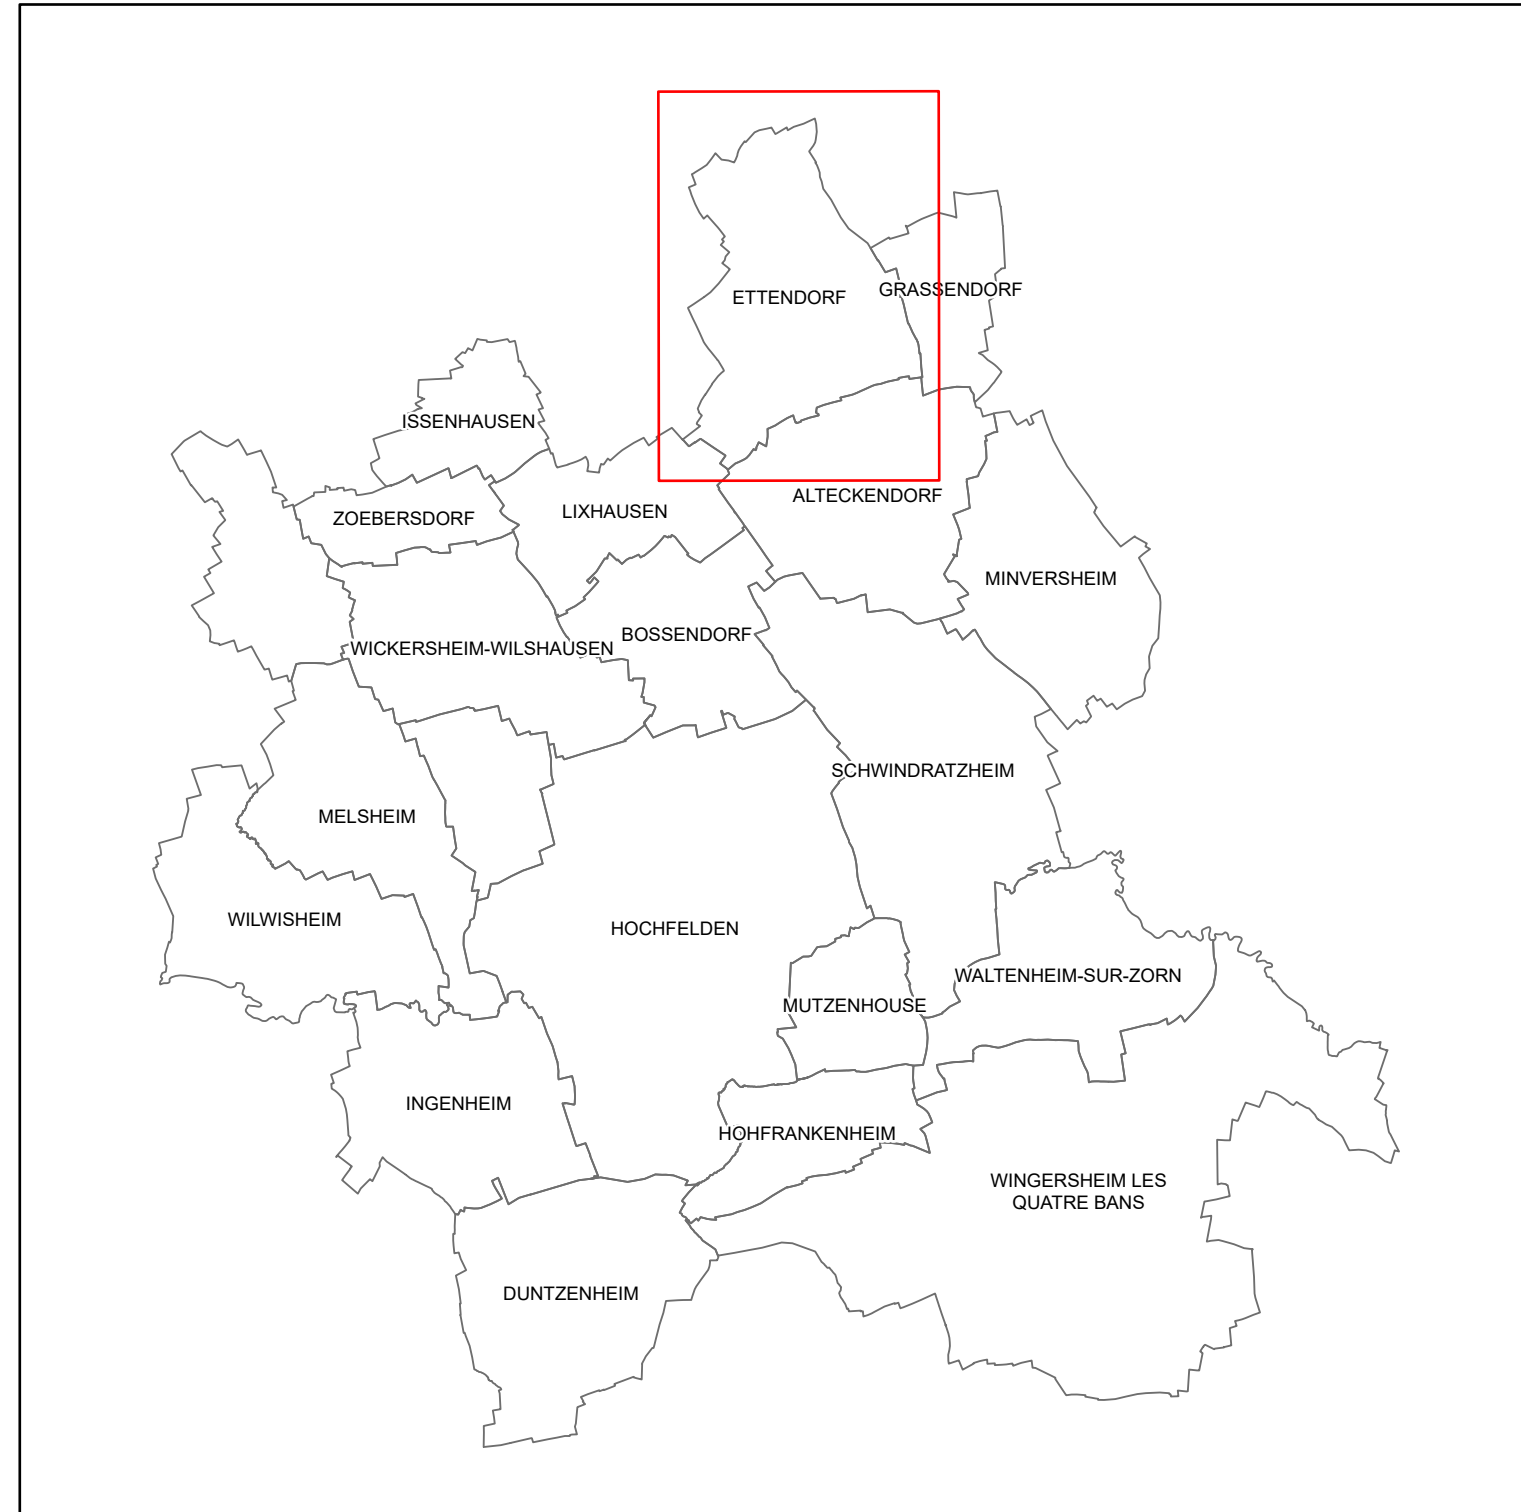 ETTENDORF
GRASSENDORF
ISSENHAUSEN
ALTECKENDORF
LIXHAUSEN
ZOEBERSDORF
MINVERSHEIM
BOSSENDORF
WICKERSHEIM-WILSHAUSEN
SCHWINDRATZHEIM
MELSHEIM
WILWISHEIM
HOCHFELDEN
WALTENHEIM-SUR-ZORN
MUTZENHOUSE
INGENHEIM
HOHFRANKENHEIM
WINGERSHEIM LES
QUATRE BANS
DUNTZENHEIM